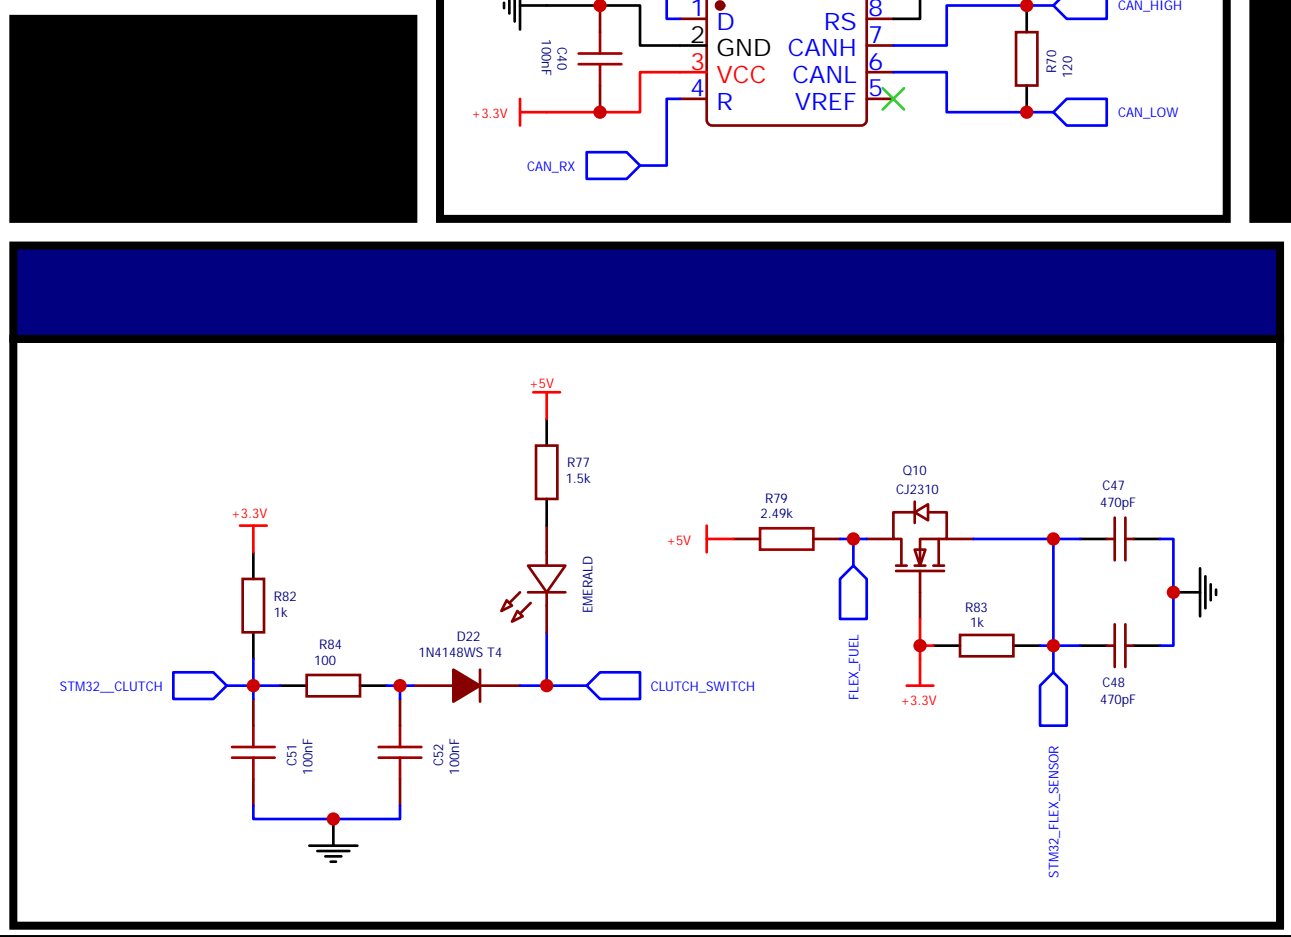 CAN_HIGH
1
D
RS
8
2
GND
CANH
7
C40
100nF
3
VCC
CANL
6
R70
120
4
R
VREF
5
+3.3V
CAN_LOW
CAN_RX
+5V
R77
1.5k
EMERALD
+3.3V
R82
1k
R84
100
D22
1N4148WS T4
STM32__CLUTCH
CLUTCH_SWITCH
C51
100nF
C52
100nF
Q10
CJ2310
R79
2.49k
+5V
C47
470pF
FLEX_FUEL
R83
1k
+3.3V
C48
470pF
STM32_FLEX_SENSOR